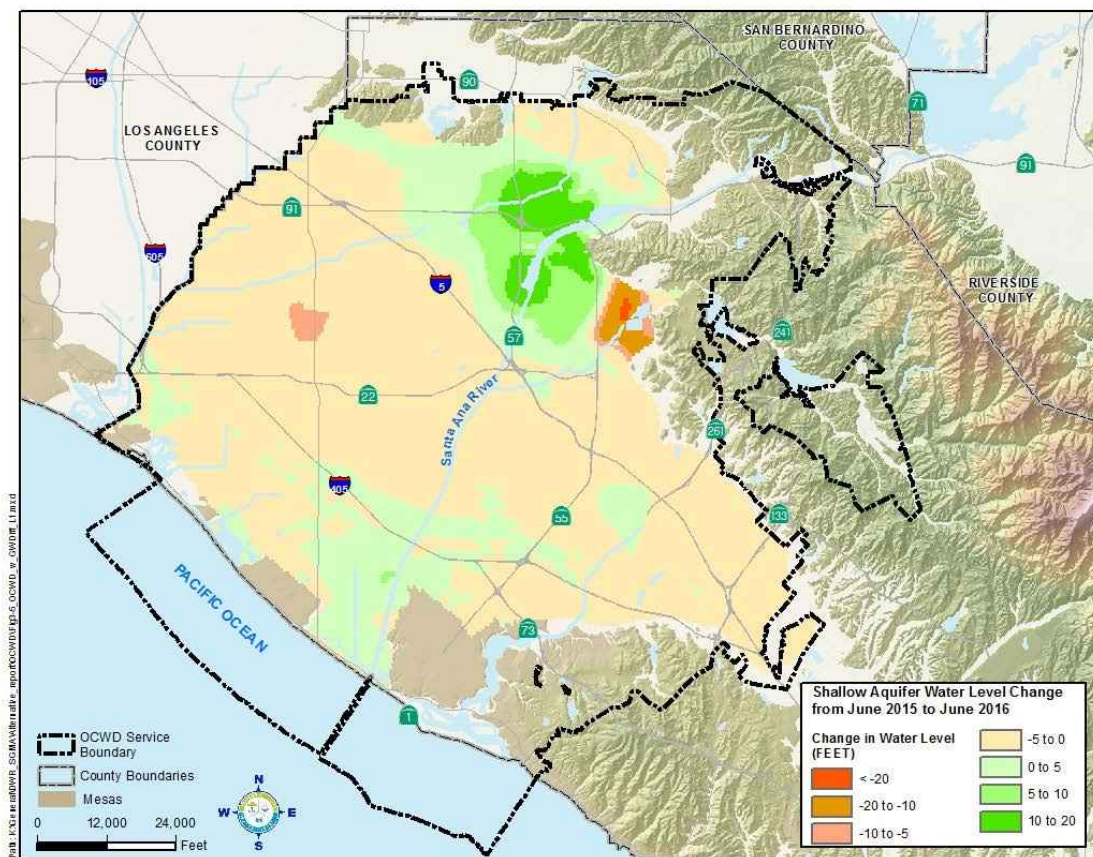 SAN BERNARDINO
COUNTY
105
90
71
LOS ANGELES
COUNTY
91
91
605
5
RIVERSIDE
COUNTY
241
57
22
Santa Ana River
261
405
55
133
PACIFIC OCEAN
73
1
OCWD Service
Boundary
County Boundaries
Mesas
0 12,000 24,000
Feet
N
W E
S
Shallow Aquifer Water Level Change
from June 2015 to June 2016
Change in Water Level
(FEET)
< -20
-20 to -10
-10 to -5
-5 to 0
0 to 5
5 to 10
10 to 20